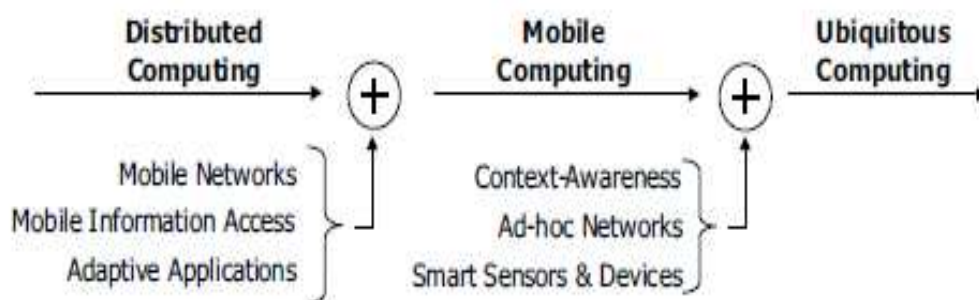 Distributed
Computing
Mobile
Computing
Ubiquitous
Computing
+
+
Mobile Networks
Mobile Information Access
Adaptive Applications
Context-Awareness
Ad-hoc Networks
Smart Sensors & Devices